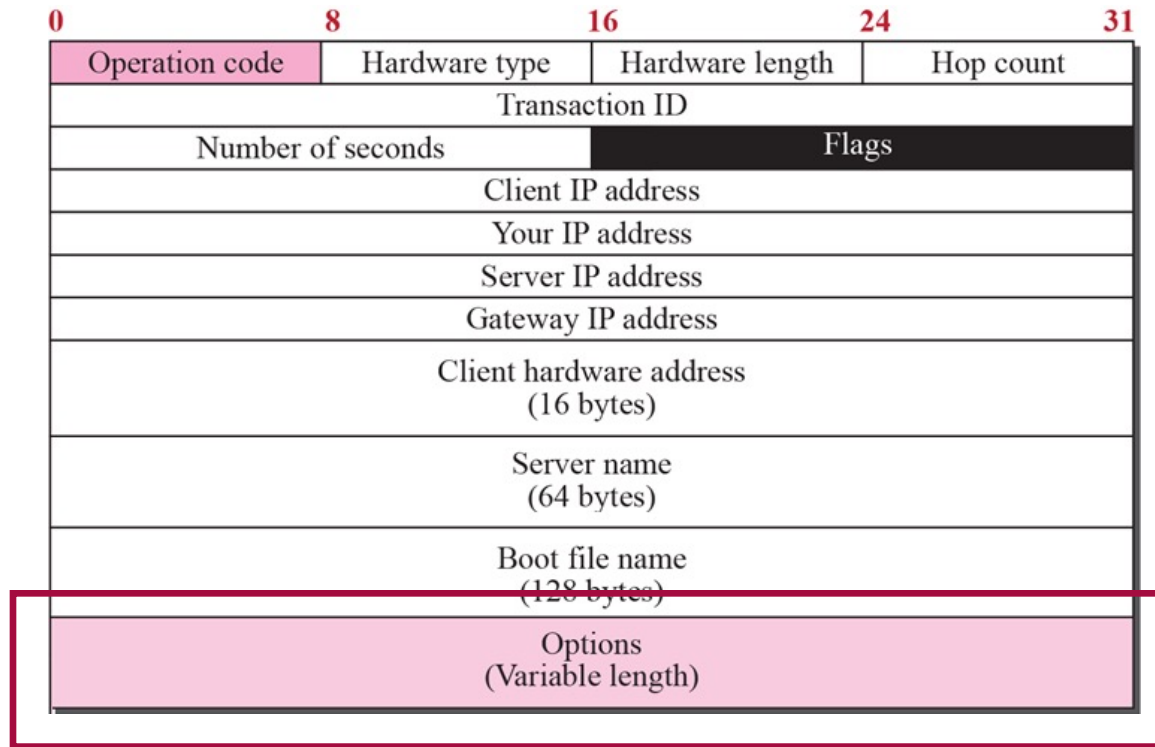 0 8 16 24 31
Operation code Hardware type Hardware length Hop count
Transaction ID
Number of seconds Flags
Client IP address
Your IP address
Server IP address
Gateway IP address
Client hardware address
(16 bytes)
Server name
(64 bytes)
Boot file name
(128 bytes)
Options
(Variable length)